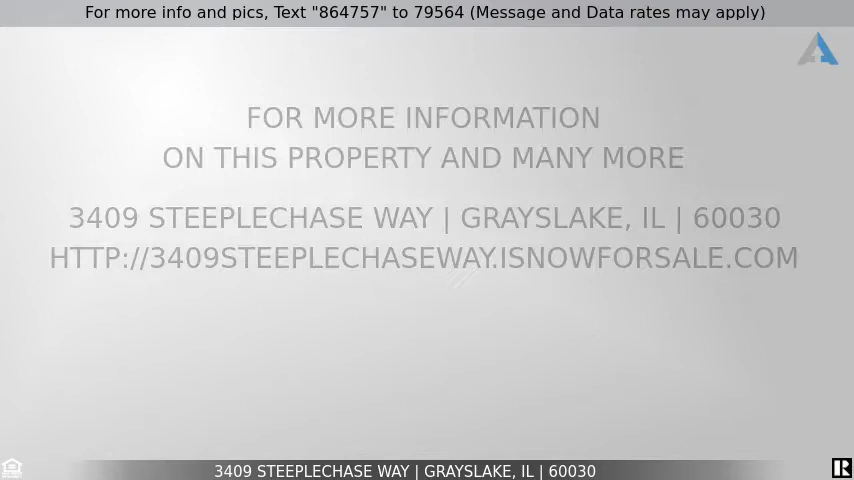 For more info and pics, Text "864757" to 79564 (Message and Data rates may apply)
FOR MORE INFORMATION
ON THIS PROPERTY AND MANY MORE
3409 STEEPLECHASE WAY | GRAYSLAKE, IL | 60030
HTTP://3409STEEPLECHASEWAY.ISNOWFORSALE.COM
3409 STEEPLECHASE WAY | GRAYSLAKE, IL | 60030